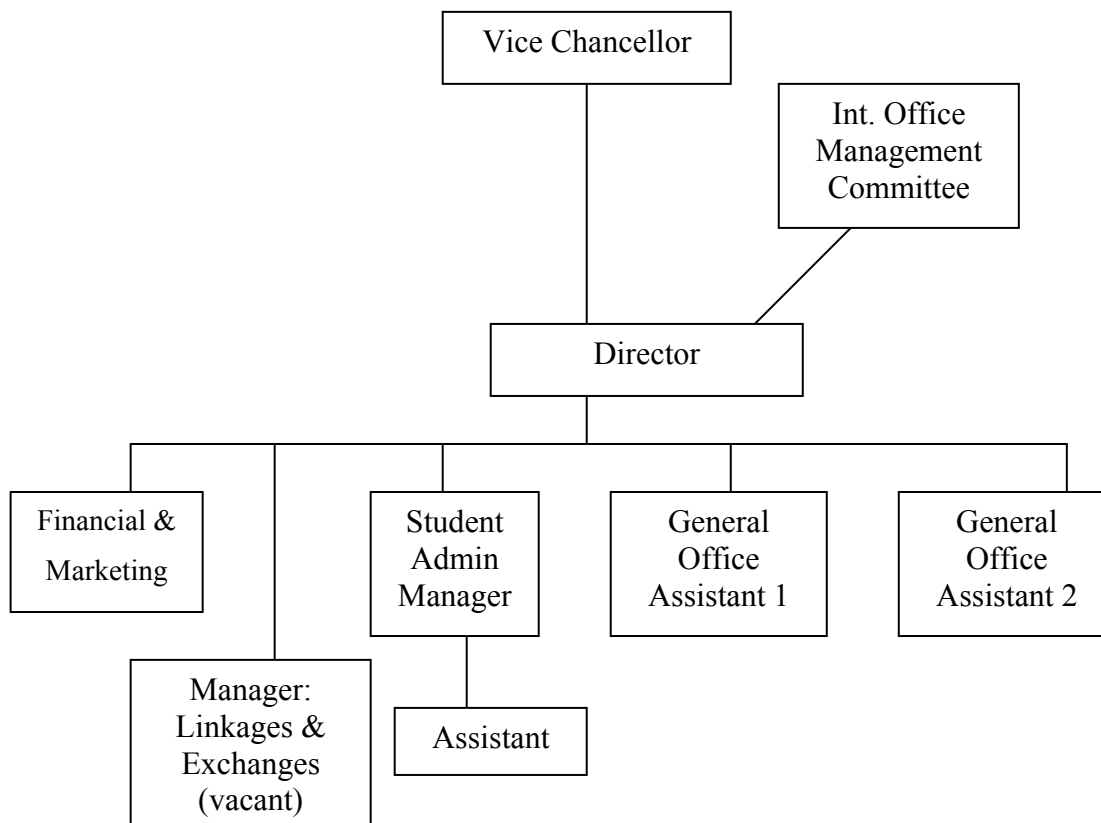 Vice Chancellor
Int. Office
Management
Committee
Director
Financial &
Marketing
Student
Admin
Manager
General
Office
Assistant 1
General
Office
Assistant 2
Manager:
Linkages &
Exchanges
(vacant)
Assistant